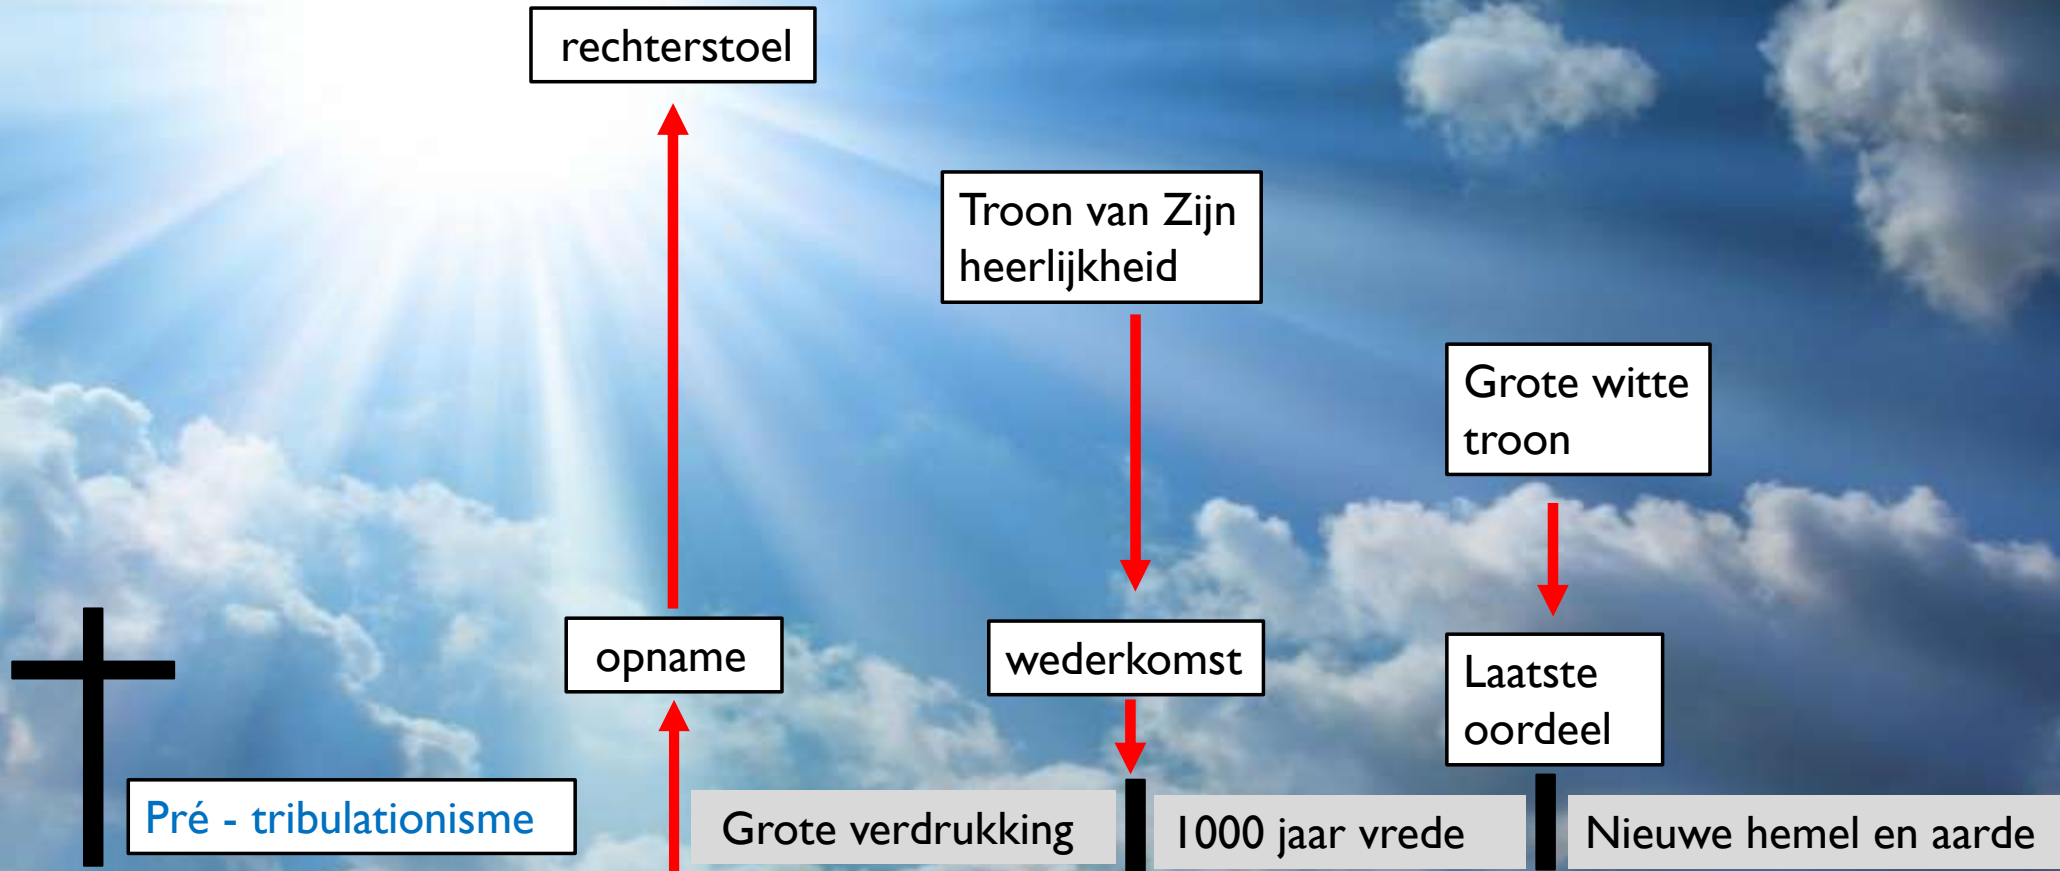 rechterstoel
Troon van Zijn
heerlijkheid
Grote witte
troon
opname
wederkomst
Laatste
oordeel
Pré - tribulationisme
Grote verdrukking
1000 jaar vrede
Nieuwe hemel en aarde